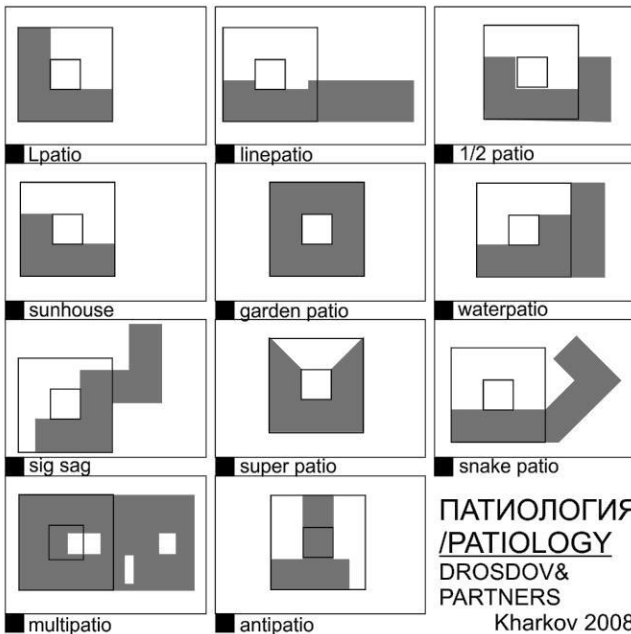 Lpatio
linepatio
1/2 patio
sunhouse
garden patio
waterpatio
sig sag
super patio
snake patio
multipatio
antipatio
ПАТИОЛОГИЯ
/PATIOLOGY
DROSDOV&
PARTNERS
Kharkov 2008